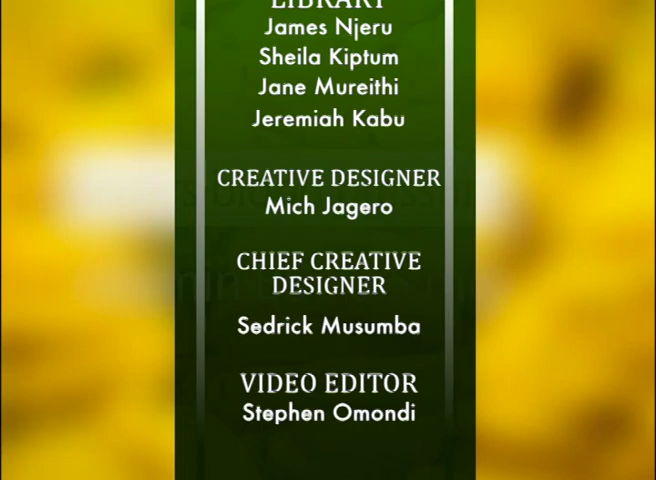 LIBRARY
James Njeru
Sheila Kiptum
Jane Mureithi
Jeremiah Kabu
CREATIVE DESIGNER
Mich Jagero
CHIEF CREATIVE
DESIGNER
Sedrick Musumba
VIDEO EDITOR
Stephen Omondi